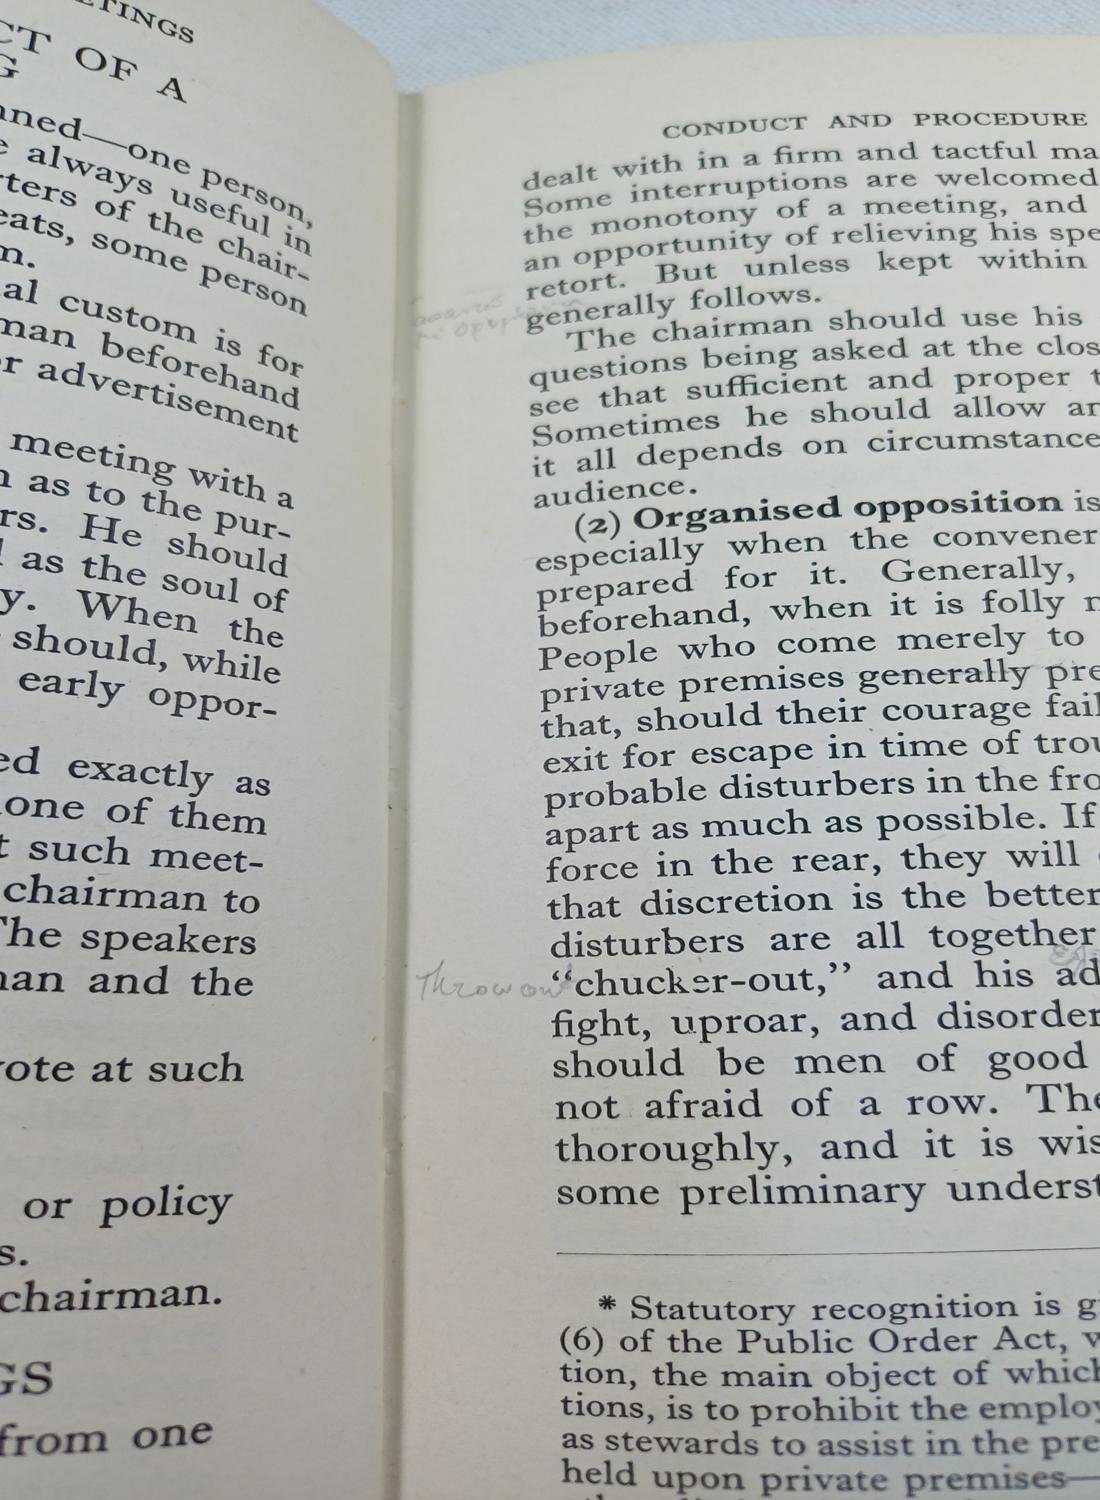 ETINGS
CT OF A
G
nned—one person,
e always useful in
rters of the chair-
eats, some person
m.
al custom is for
man beforehand
or advertisement
meeting with a
n as to the pur-
rs. He should
l as the soul of
y. When the
should, while
early oppor-
ed exactly as
one of them
t such meet-
chairman to
The speakers
nan and the
vote at such
or policy
s.
chairman.
GS
from one
CONDUCT AND PROCEDURE
dealt with in a firm and tactful ma
Some interruptions are welcomed
the monotony of a meeting, and
an opportunity of relieving his spe
retort. But unless kept within
generally follows.
The chairman should use his
questions being asked at the clos
see that sufficient and proper t
Sometimes he should allow an
it all depends on circumstance
audience.
(2) Organised opposition is
especially when the convener
prepared for it. Generally,
beforehand, when it is folly n
People who come merely to
private premises generally pre
that, should their courage fail
exit for escape in time of trou
probable disturbers in the fro
apart as much as possible. If
force in the rear, they will
that discretion is the better
disturbers are all together
Throwout
“chucker-out,” and his ad
fight, uproar, and disorder
should be men of good
not afraid of a row. The
thoroughly, and it is wis
some preliminary underst
* Statutory recognition is g
(6) of the Public Order Act, w
tion, the main object of which
tions, is to prohibit the employ
as stewards to assist in the pre
held upon private premises—